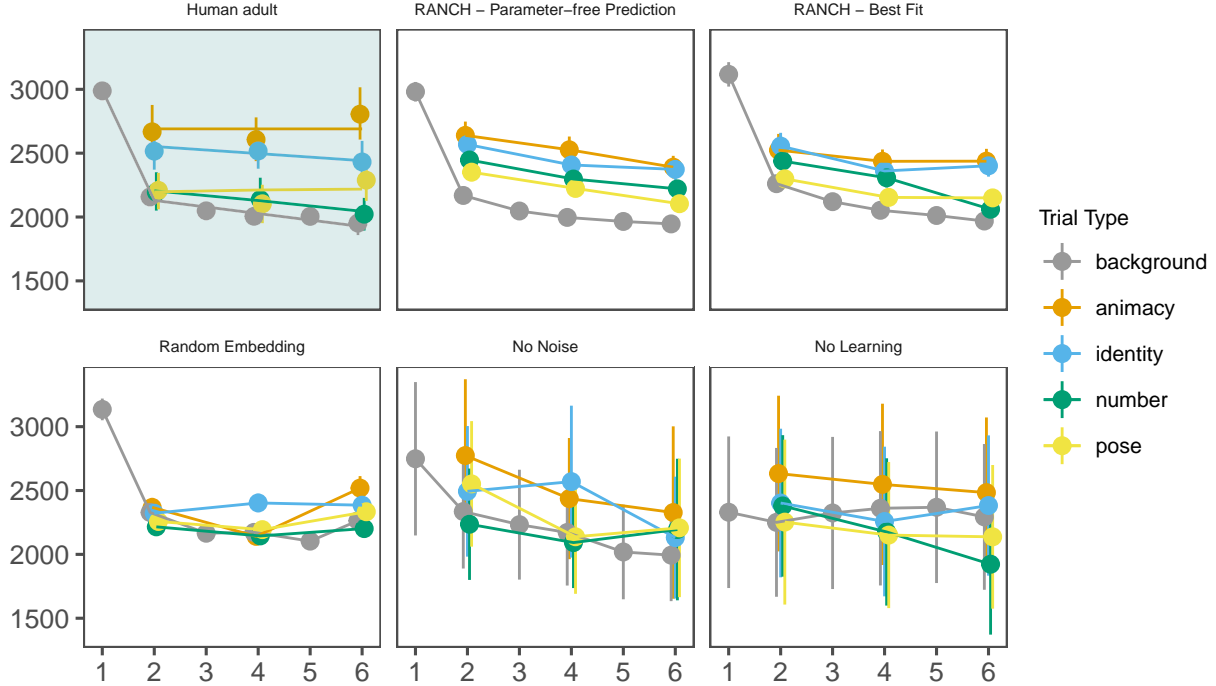 Human adult
RANCH − Parameter−free Prediction
RANCH − Best Fit
3000
2500
2000
1500
Trial Type
background
animacy
identity
number
pose
Random Embedding
No Noise
No Learning
3000
2500
2000
1500
1 2 3 4 5 6
1 2 3 4 5 6
1 2 3 4 5 6